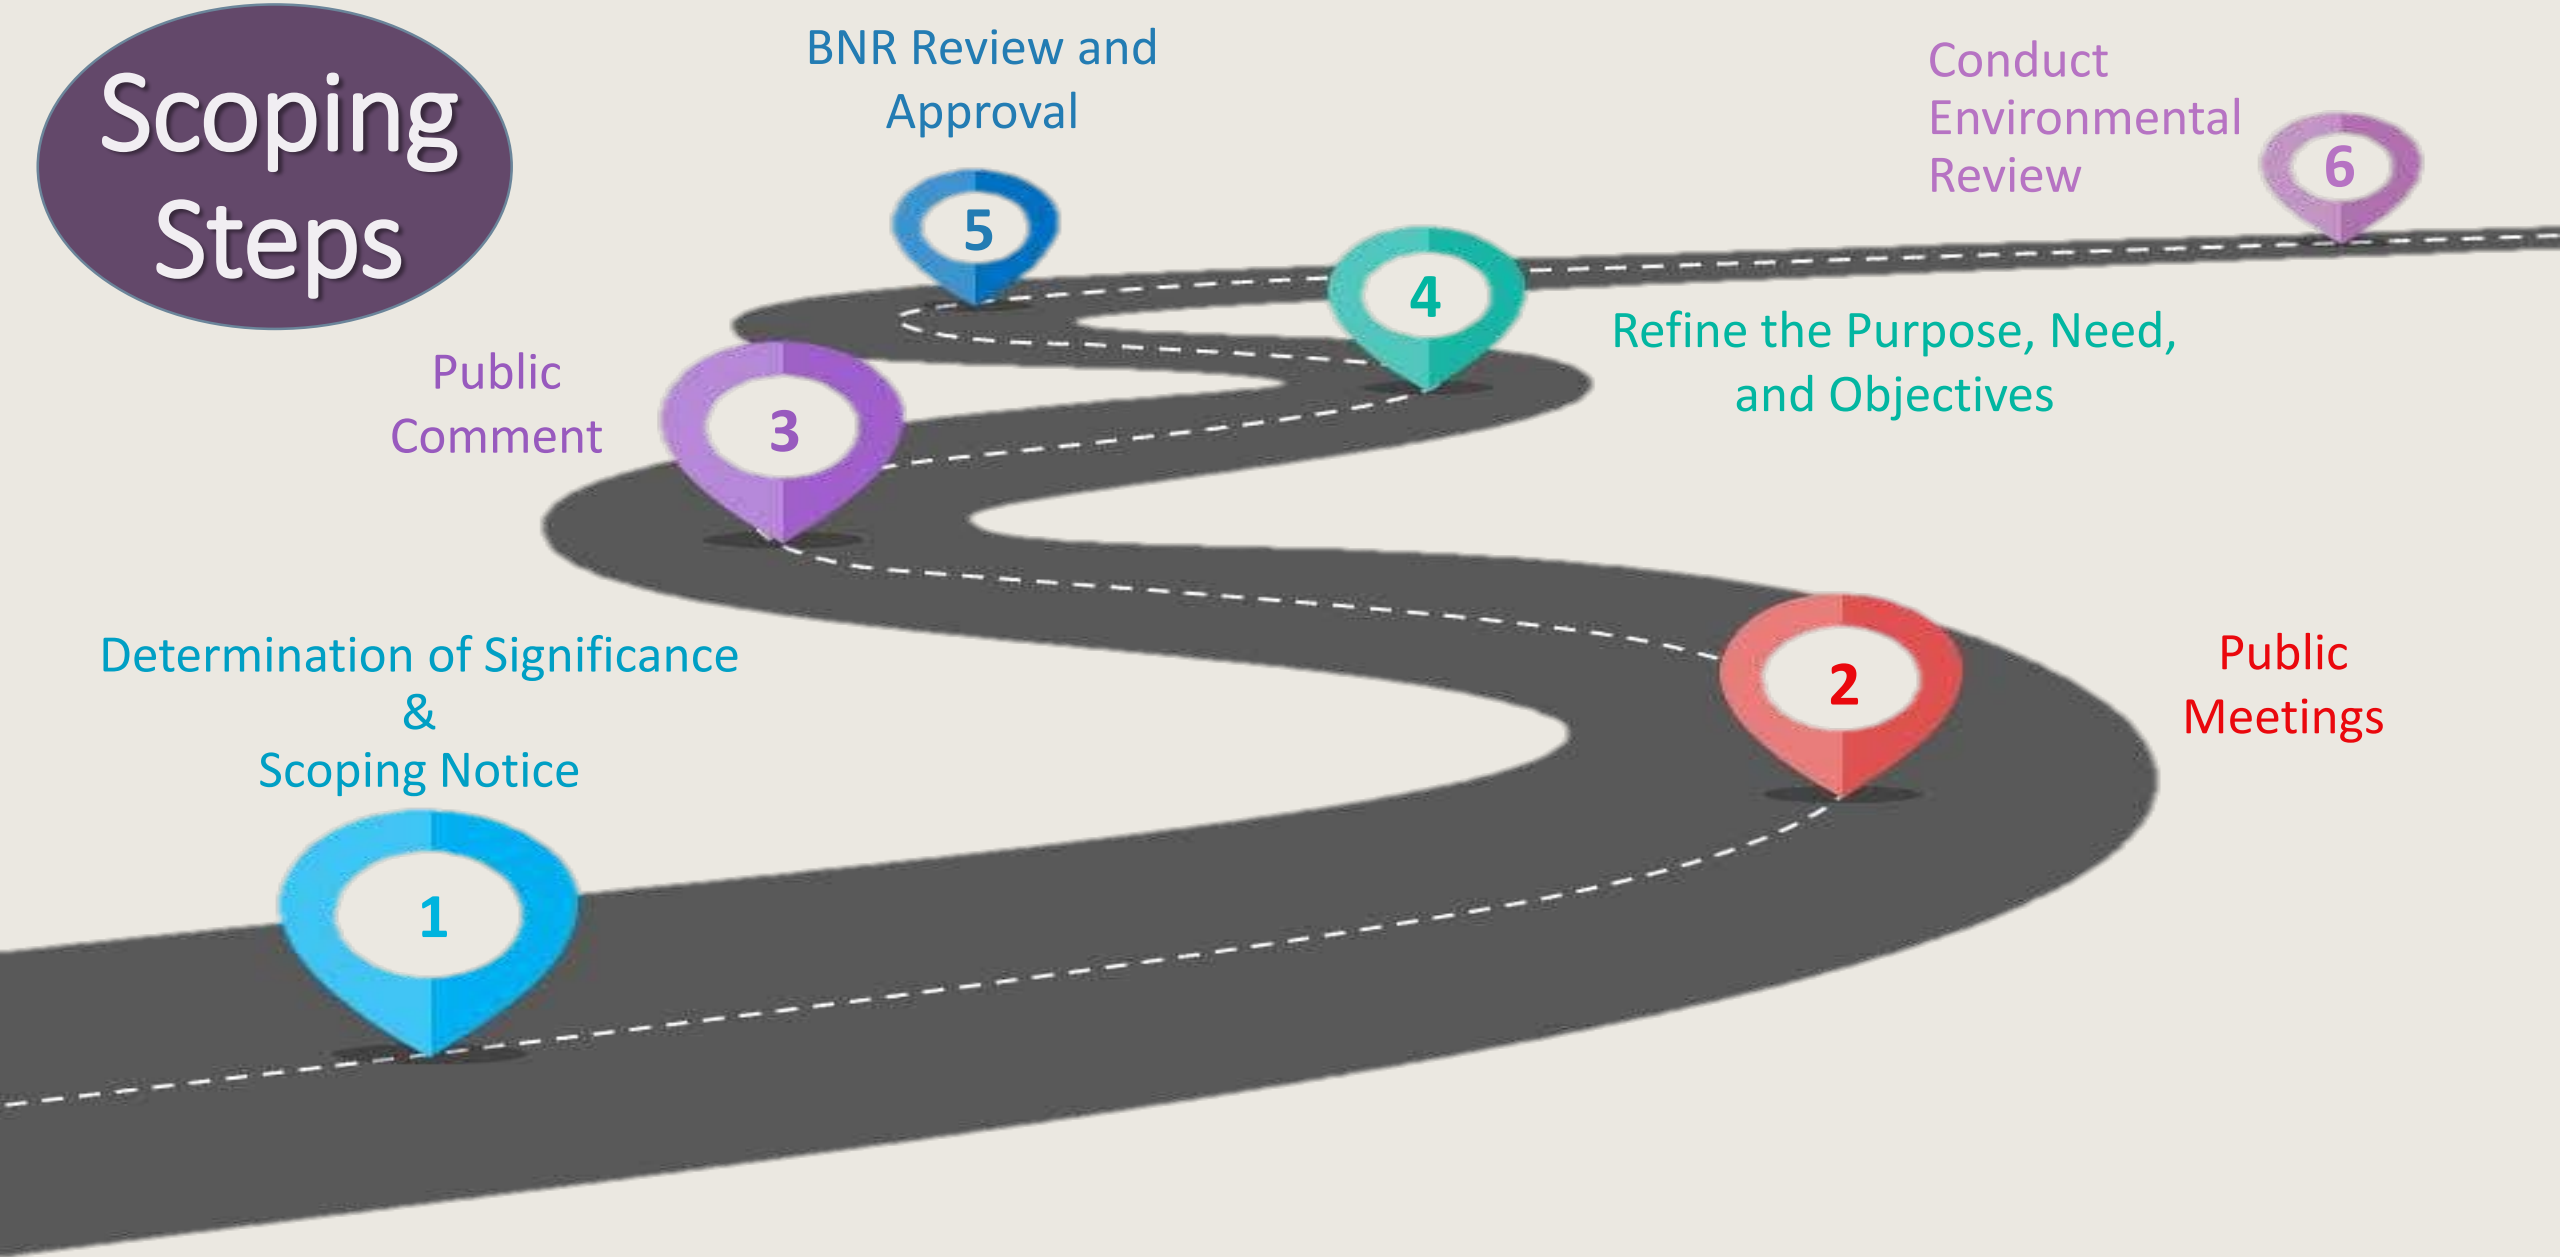 Scoping
Steps
BNR Review and
Approval
Conduct
Environmental
Review
6
5
4
Refine the Purpose, Need,
and Objectives
Public
Comment
3
Determination of Significance
&
Scoping Notice
2
Public
Meetings
1